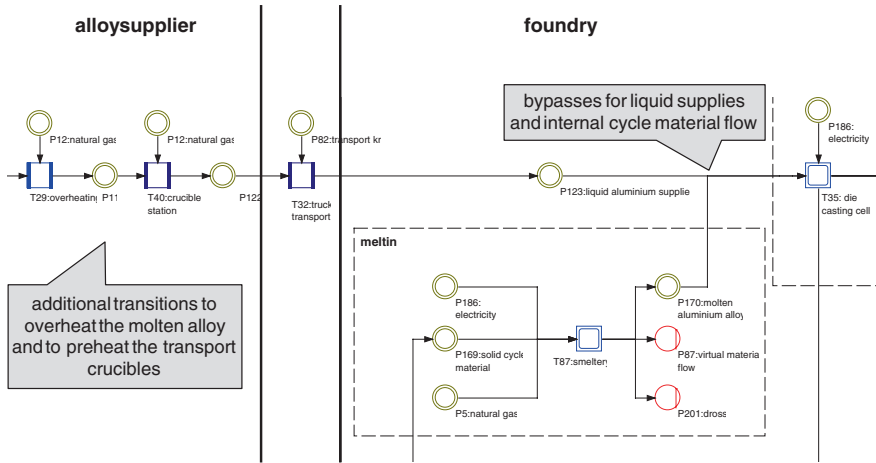 alloysupplier
foundry
bypasses for liquid supplies
and internal cycle material flow
P12:natural gas
P12:natural gas
P82:transport kr
P186:
electricity
T29:overheating
P11
T40:crucible
station
P122
T32:truck
transport
P123:liquid aluminium supplie
T35: die
casting cell
meltin
additional transitions to
overheat the molten alloy
and to preheat the transport
crucibles
P186:
electricity
P170:molten
aluminium alloy
P169:solid cycle
material
T87:smeltery
P87:virtual materia
flow
P5:natural gas
P201:dross